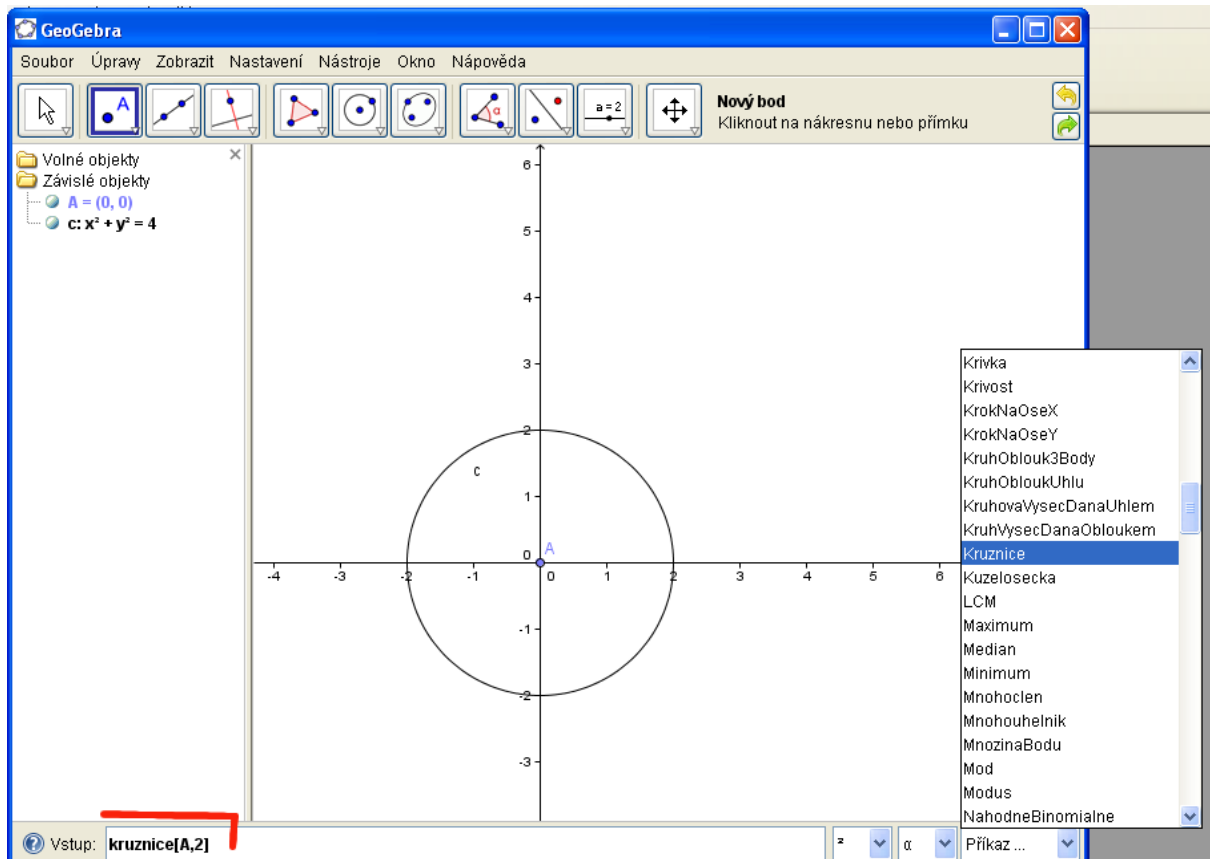 GeoGebra
Soubor Úpravy Zobrazit Nastavení Nástroje Okno Nápověda
A
α
a = 2
Nový bod
Kliknout na nákresnu nebo přímku
Volné objekty
Závislé objekty
A = (0, 0)
c: x² + y² = 4
6
5
4
3
2
1
0
-1
-2
-3
-4 -3 -2 -1 0 1 2 3 4 5 6
c
A
Krivka
Krivost
KrokNaOseX
KrokNaOseY
KruhOblouk3Body
KruhObloukUhlu
KruhovaVysecDanaUhlem
KruhVysecDanaObloukem
Kruznice
Kuzelosecka
LCM
Maximum
Median
Minimum
Mnohoclen
Mnohouhelnik
MnozinaBodu
Mod
Modus
NahodneBinomialne
Vstup: kruznice[A,2] ² α Příkaz ...